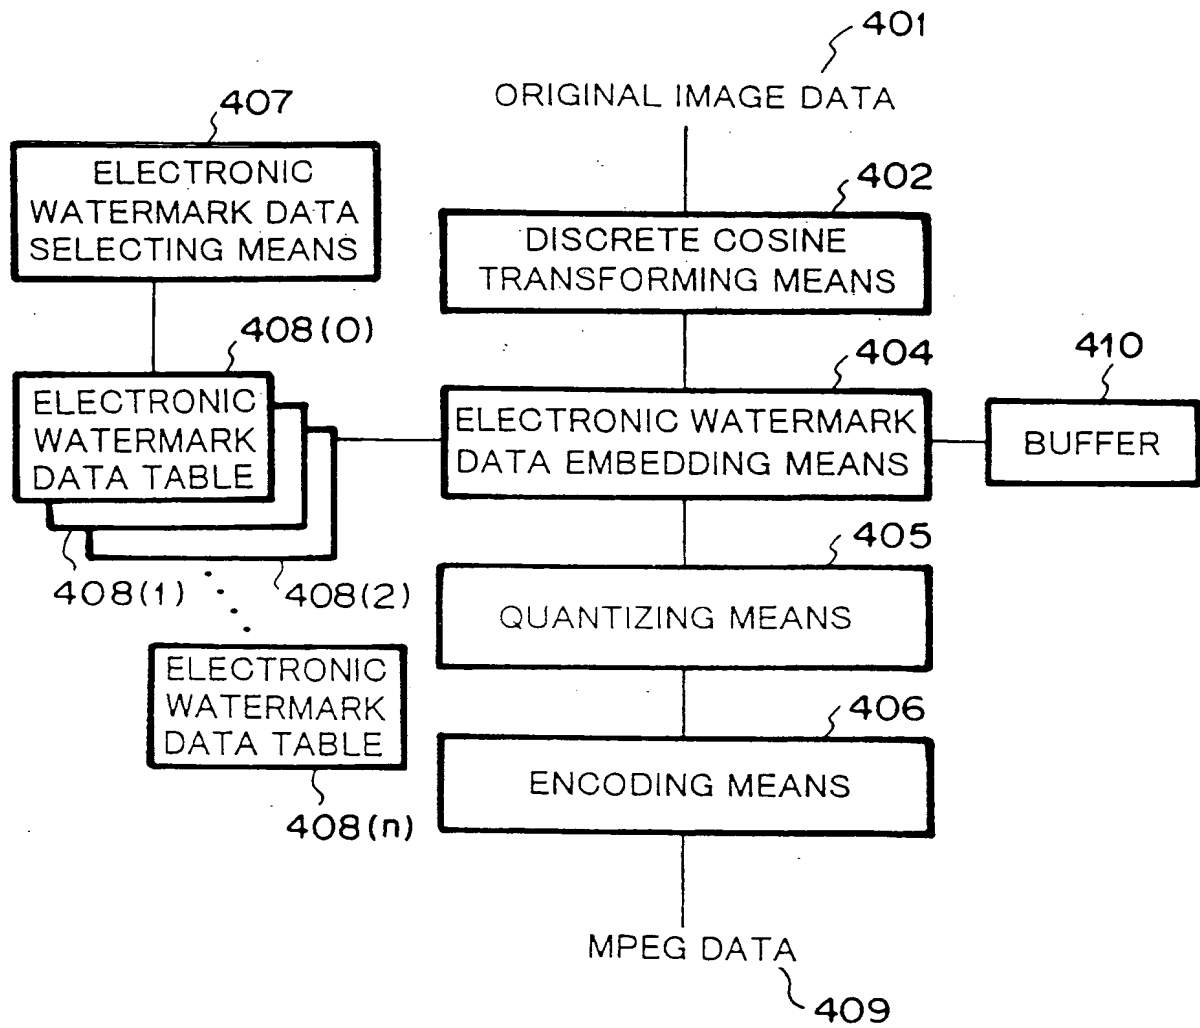 401
ORIGINAL IMAGE DATA
407
ELECTRONIC
WATERMARK DATA
SELECTING MEANS
402
DISCRETE COSINE
TRANSFORMING MEANS
408(0)
ELECTRONIC
WATERMARK
DATA TABLE
404
ELECTRONIC WATERMARK
DATA EMBEDDING MEANS
410
BUFFER
408(1)
408(2)
405
QUANTIZING MEANS
ELECTRONIC
WATERMARK
DATA TABLE
408(n)
406
ENCODING MEANS
MPEG DATA
409